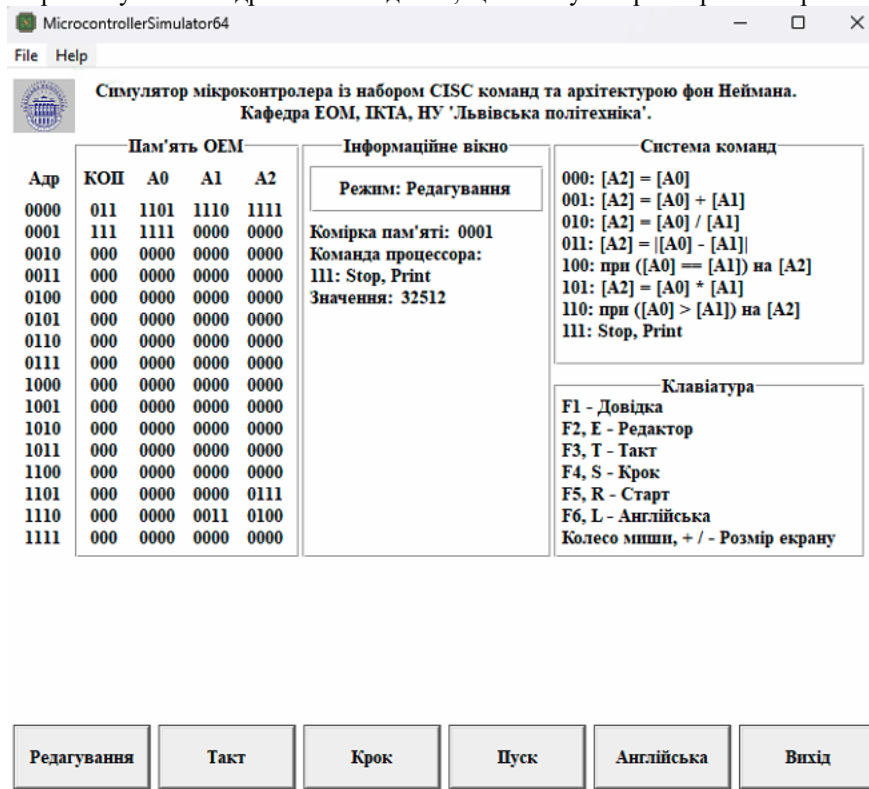 MicrocontrollerSimulator64
File Help
Симулятор мікроконтролера із набором CISC команд та архітектурою фон Неймана.
Кафедра ЕОМ, ІКТА, НУ 'Львівська політехніка'.
Пам'ять ОЕМ
Адр КОП A0 A1 A2
0000 011 1101 1110 1111
0001 111 1111 0000 0000
0010 000 0000 0000 0000
0011 000 0000 0000 0000
0100 000 0000 0000 0000
0101 000 0000 0000 0000
0110 000 0000 0000 0000
0111 000 0000 0000 0000
1000 000 0000 0000 0000
1001 000 0000 0000 0000
1010 000 0000 0000 0000
1011 000 0000 0000 0000
1100 000 0000 0000 0000
1101 000 0000 0000 0111
1110 000 0000 0011 0100
1111 000 0000 0000 0000
Інформаційне вікно
Режим: Редагування
Комірка пам'яті: 0001
Команда процессора:
111: Stop, Print
Значення: 32512
Система команд
000: [A2] = [A0]
001: [A2] = [A0] + [A1]
010: [A2] = [A0] / [A1]
011: [A2] = |[A0] - [A1]|
100: при ([A0] == [A1]) на [A2]
101: [A2] = [A0] * [A1]
110: при ([A0] > [A1]) на [A2]
111: Stop, Print
Клавіатура
F1 - Довідка
F2, E - Редактор
F3, T - Такт
F4, S - Крок
F5, R - Старт
F6, L - Англійська
Колесо миши, + / - Розмір екрану
Редагування Такт Крок Пуск Англійська Вихід